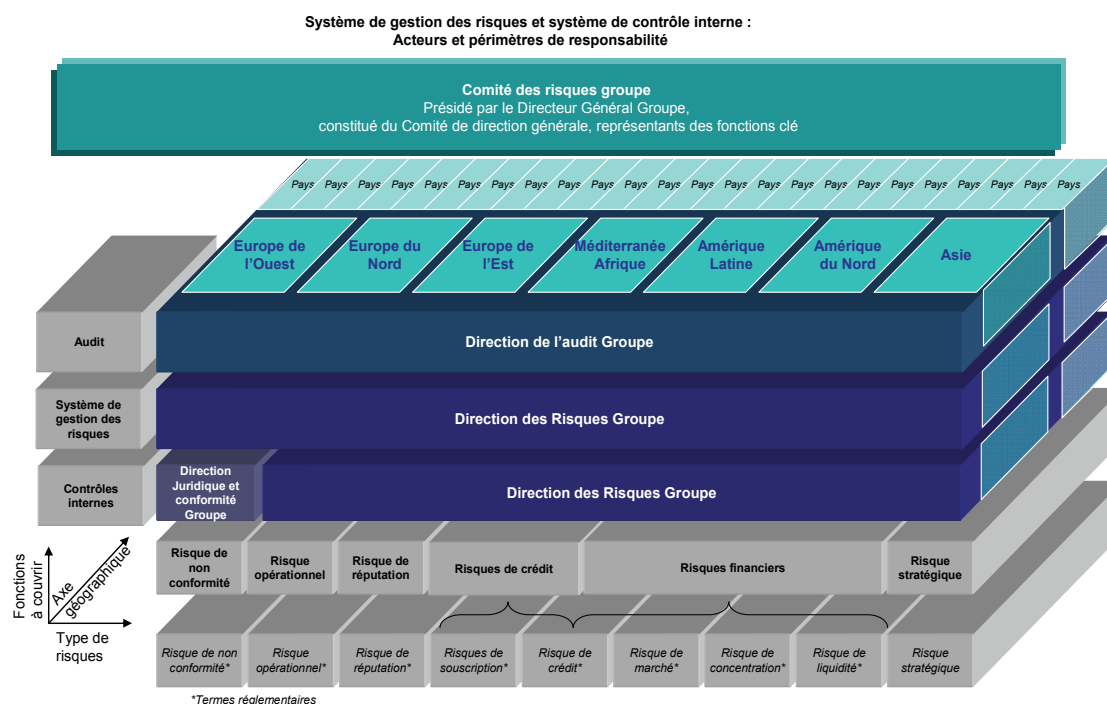 Système de gestion des risques et système de contrôle interne :
Acteurs et périmètres de responsabilité
Comité des risques groupe
Présidé par le Directeur Général Groupe,
constitué du Comité de direction générale, représentants des fonctions clé
Pays Pays Pays Pays Pays Pays Pays Pays Pays Pays Pays Pays Pays Pays Pays Pays Pays Pays Pays Pays Pays Pays Pays Pays
Europe de
l'Ouest
Europe du
Nord
Europe de
l'Est
Méditerranée
Afrique
Amérique
Latine
Amérique
du Nord
Asie
Audit
Direction de l'audit Groupe
Système de
gestion des
risques
Direction des Risques Groupe
Contrôles
internes
Direction
Juridique et
conformité
Groupe
Direction des Risques Groupe
Fonctions
à couvrir
Axe
géographique
Type de
risques
Risque de
non
conformité
Risque
opérationnel
Risque de
réputation
Risques de crédit
Risques financiers
Risque
stratégique
Risque de non
conformité*
Risque
opérationnel*
Risque de
réputation*
Risques de
souscription*
Risque de
crédit*
Risque de
marché*
Risque de
concentration*
Risque de
liquidité*
Risque
stratégique
*Termes réglementaires